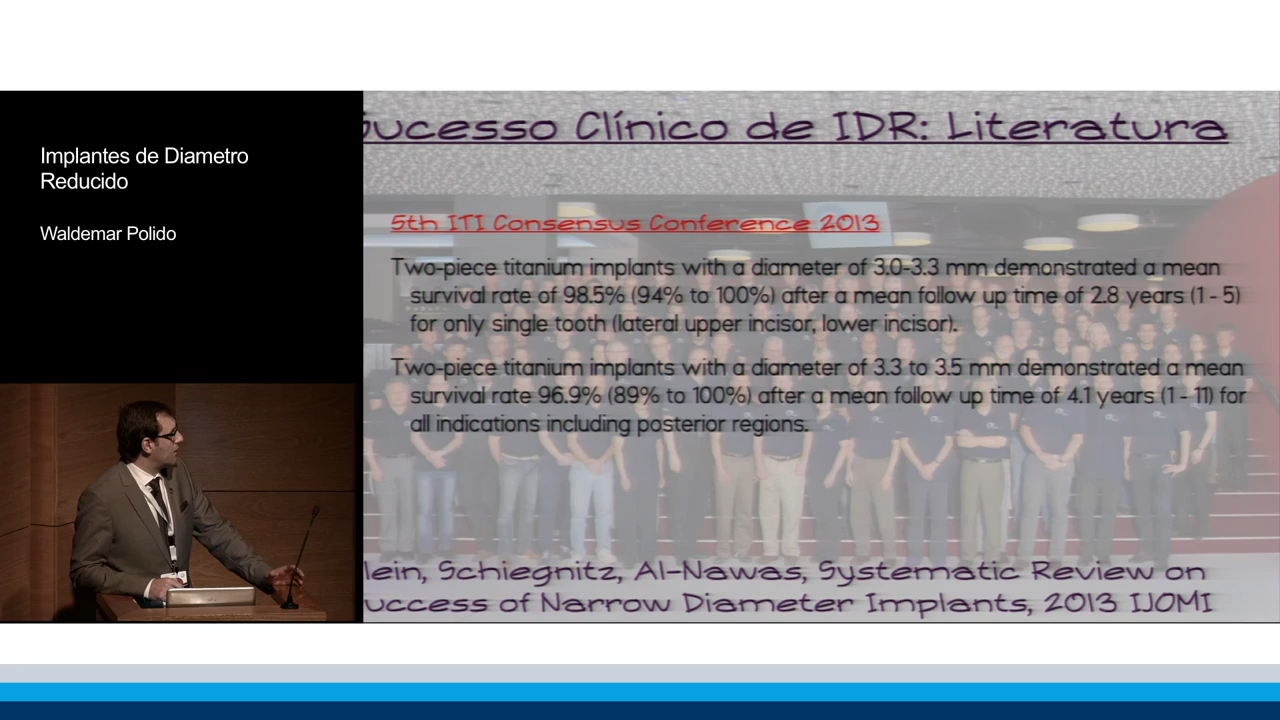 Implantes de Diametro
Reducido
Waldemar Polido
Clínico de IDR: Literatura
5th ITI Consensus Conference 2013
Two-piece titanium implants with a diameter of 3.0-3.3 mm demonstrated a mean
survival rate of 98.5% (94% to 100%) after a mean follow up time of 2.8 years (1 - 5)
for only single tooth (lateral upper incisor, lower incisor).
Two-piece titanium implants with a diameter of 3.3 to 3.5 mm demonstrated a mean
survival rate 96.9% (89% to 100%) after a mean follow up time of 4.1 years (1 - 11) for
all indications including posterior regions.
lein, Schiegnitz, Al-Nawas, Systematic Review on
uccess of Narrow Diameter Implants, 2013 IJOMI